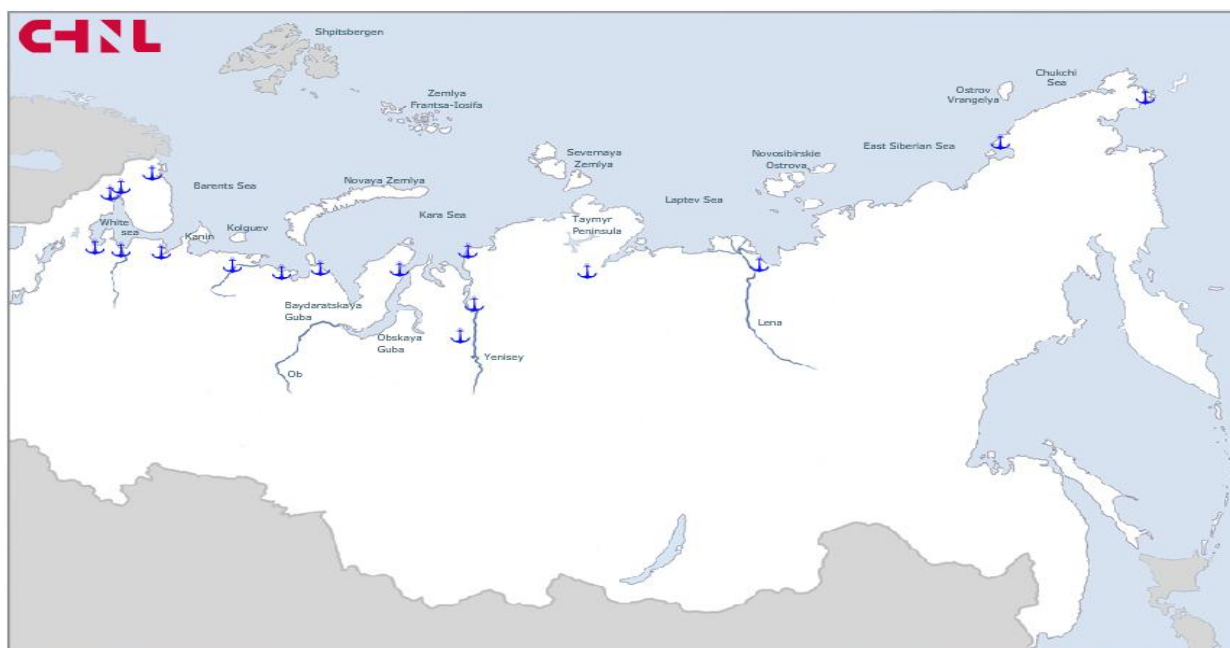 CHNL
Shpitsbergen
Chukchi
Sea
Zemlya
Frantsa-Iosifa
Ostrov
Vrangelya
East Siberian Sea
Severnaya
Zemlya
Novosibirskie
Ostrova
Barents Sea
Novaya Zemlya
Laptev Sea
Kara Sea
Taymyr
Peninsula
White
sea
Kanin
Kolguev
Baydaratskaya
Guba
Obskaya
Guba
Lena
Yenisey
Ob